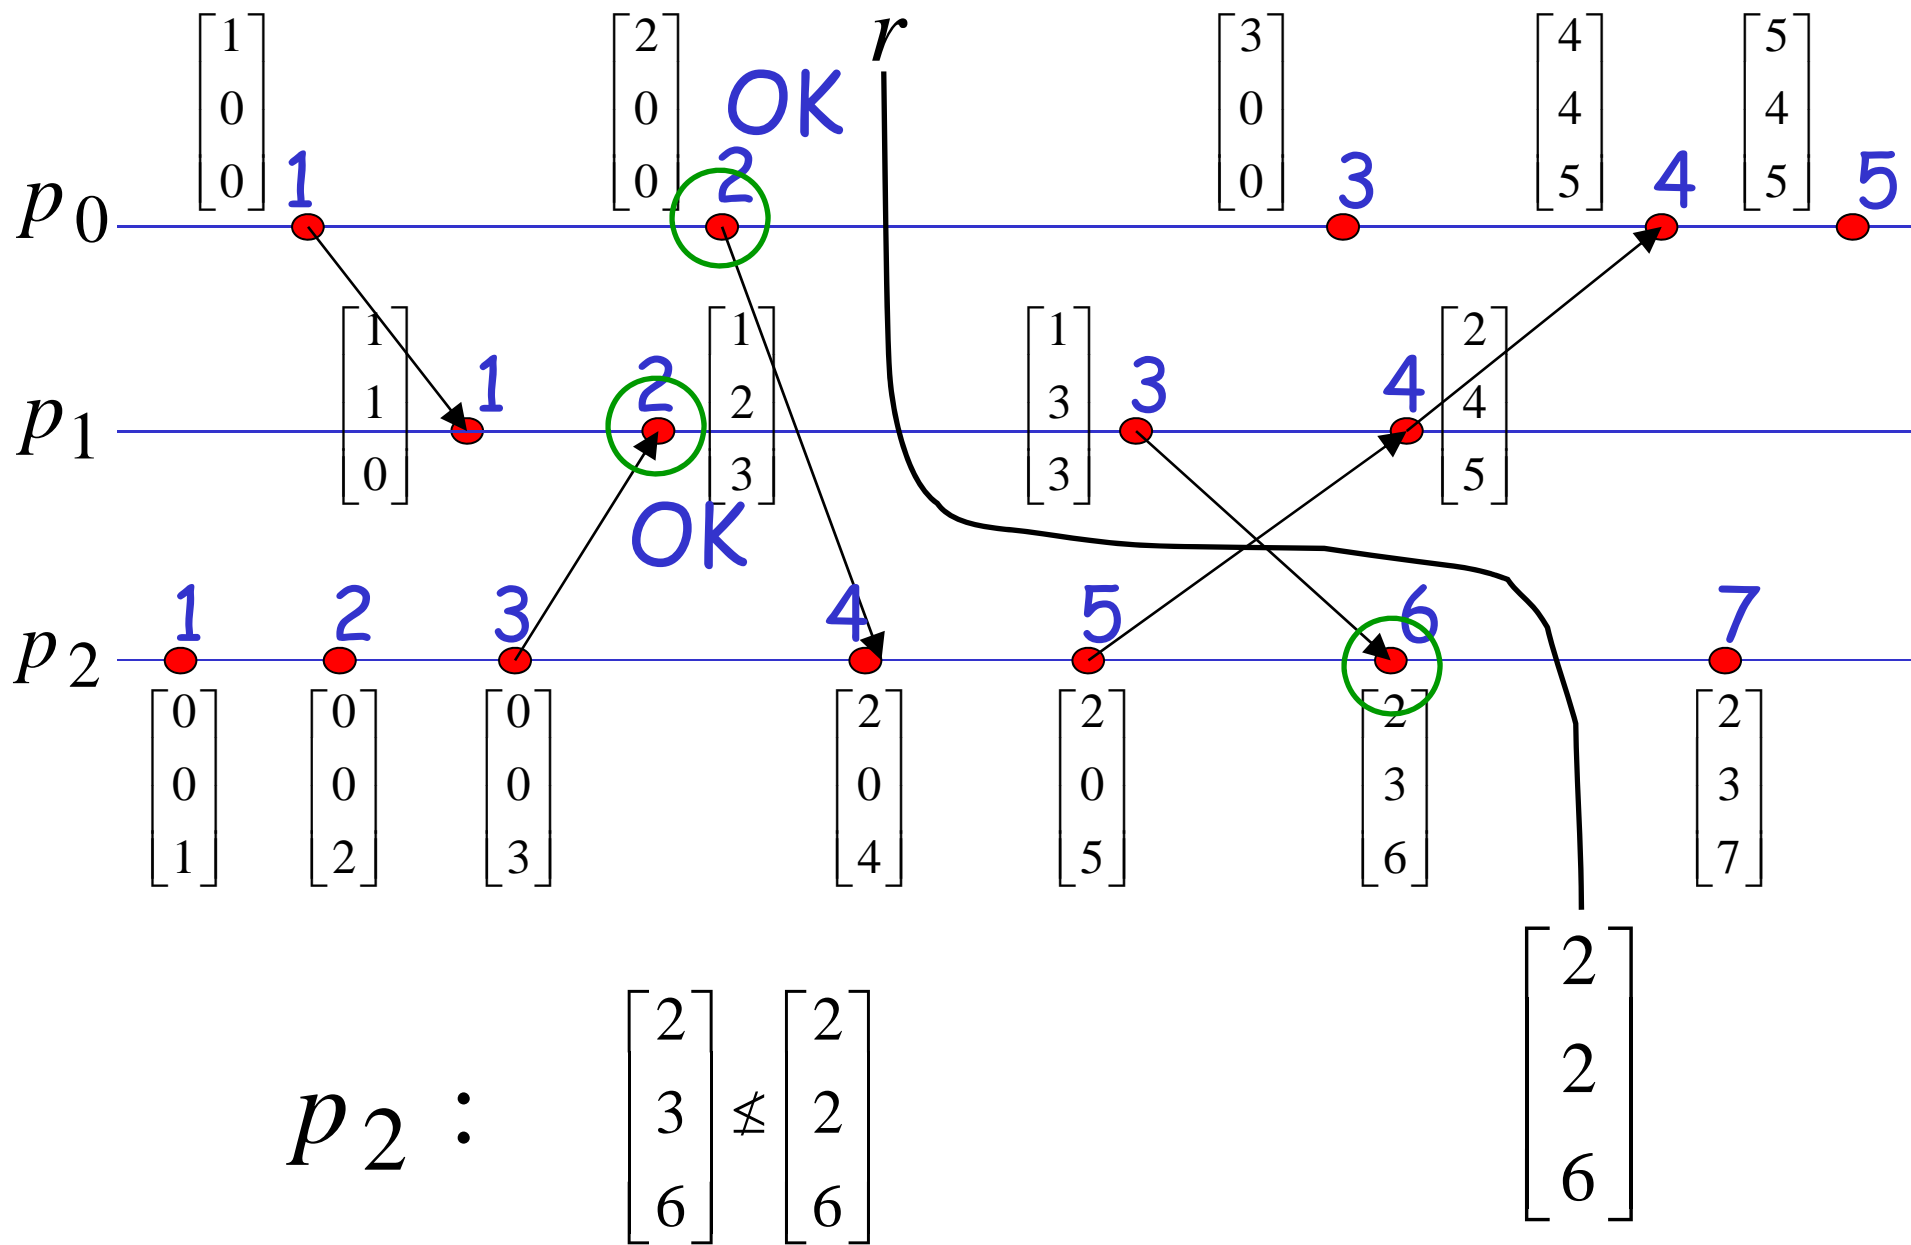 1 2 r 3 4 5
0 0 0 4 4
0 0 0 5 5
OK
p0 1 2 3 4 5
1 1 1 2
1 2 3 4
0 3 3 5
p1 1 2 3 4
OK
p2 1 2 3 4 5 6 7
0 0 0 2 2 2 2
0 0 0 0 0 3 3
1 2 3 4 5 6 7
2
2
6
p2 :
2 2
3 ≰ 2
6 6